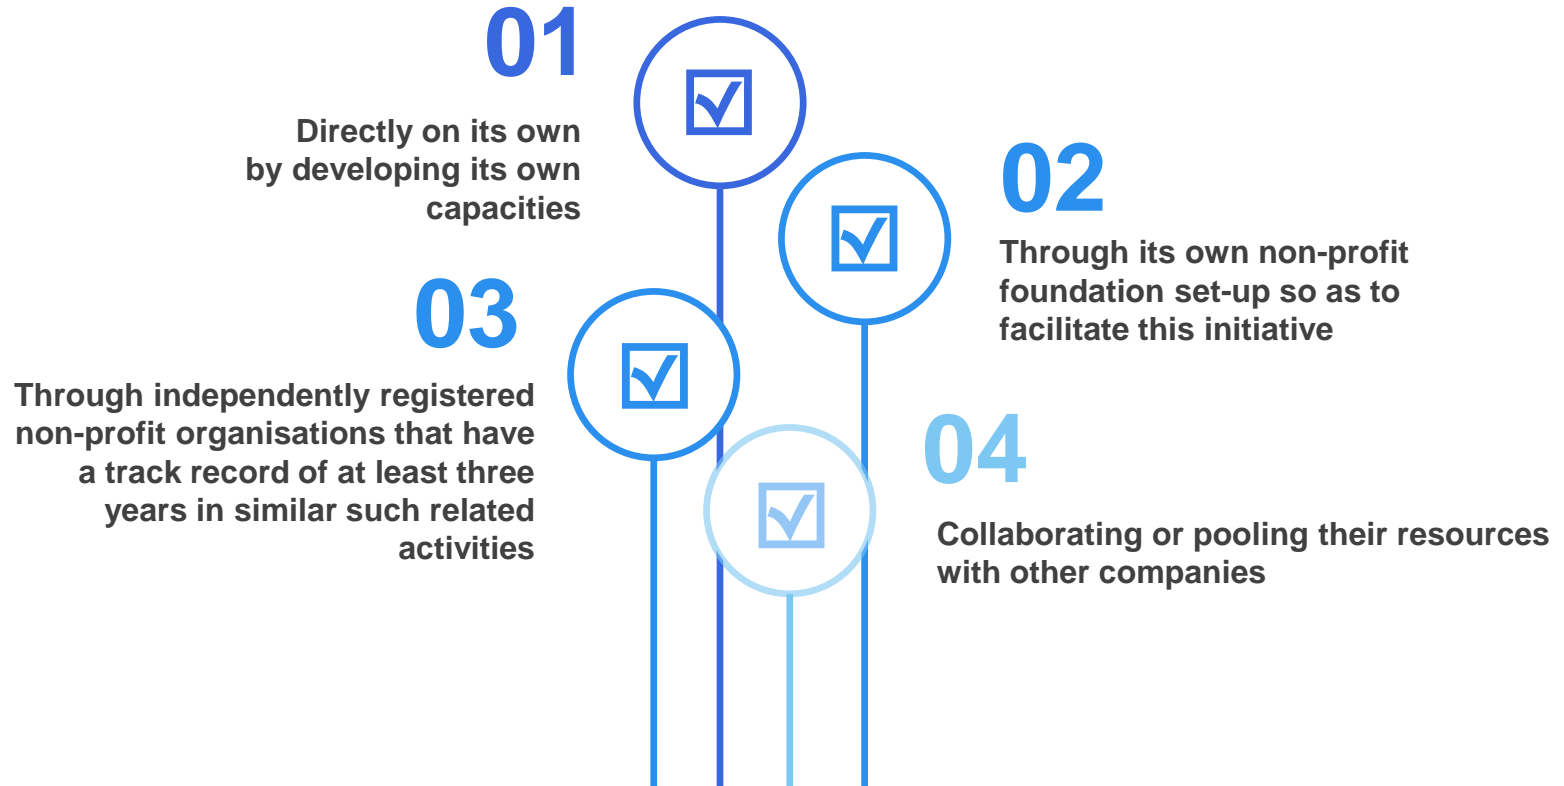 01
Directly on its own
by developing its own
capacities
02
Through its own non-profit
foundation set-up so as to
facilitate this initiative
03
Through independently registered
non-profit organisations that have
a track record of at least three
years in similar such related
activities
04
Collaborating or pooling their resources
with other companies